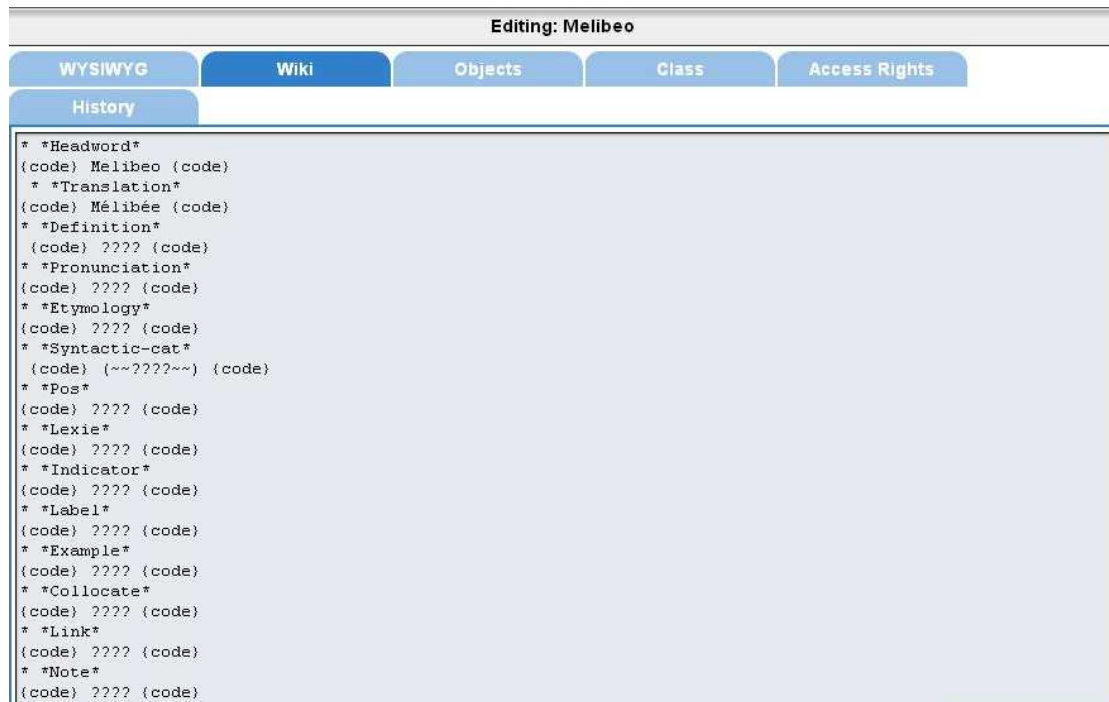 Editing: Melibeo
WYSIWYG Wiki Objects Class Access Rights
History
* *Headword*
{code} Melibeo {code}
* *Translation*
{code} Mélibée {code}
* *Definition*
{code} ???? {code}
* *Pronunciation*
{code} ???? {code}
* *Etymology*
{code} ???? {code}
* *Syntactic-cat*
{code} (~~????~~) {code}
* *Pos*
{code} ???? {code}
* *Lexie*
{code} ???? {code}
* *Indicator*
{code} ???? {code}
* *Label*
{code} ???? {code}
* *Example*
{code} ???? {code}
* *Collocate*
{code} ???? {code}
* *Link*
{code} ???? {code}
* *Note*
{code} ???? {code}